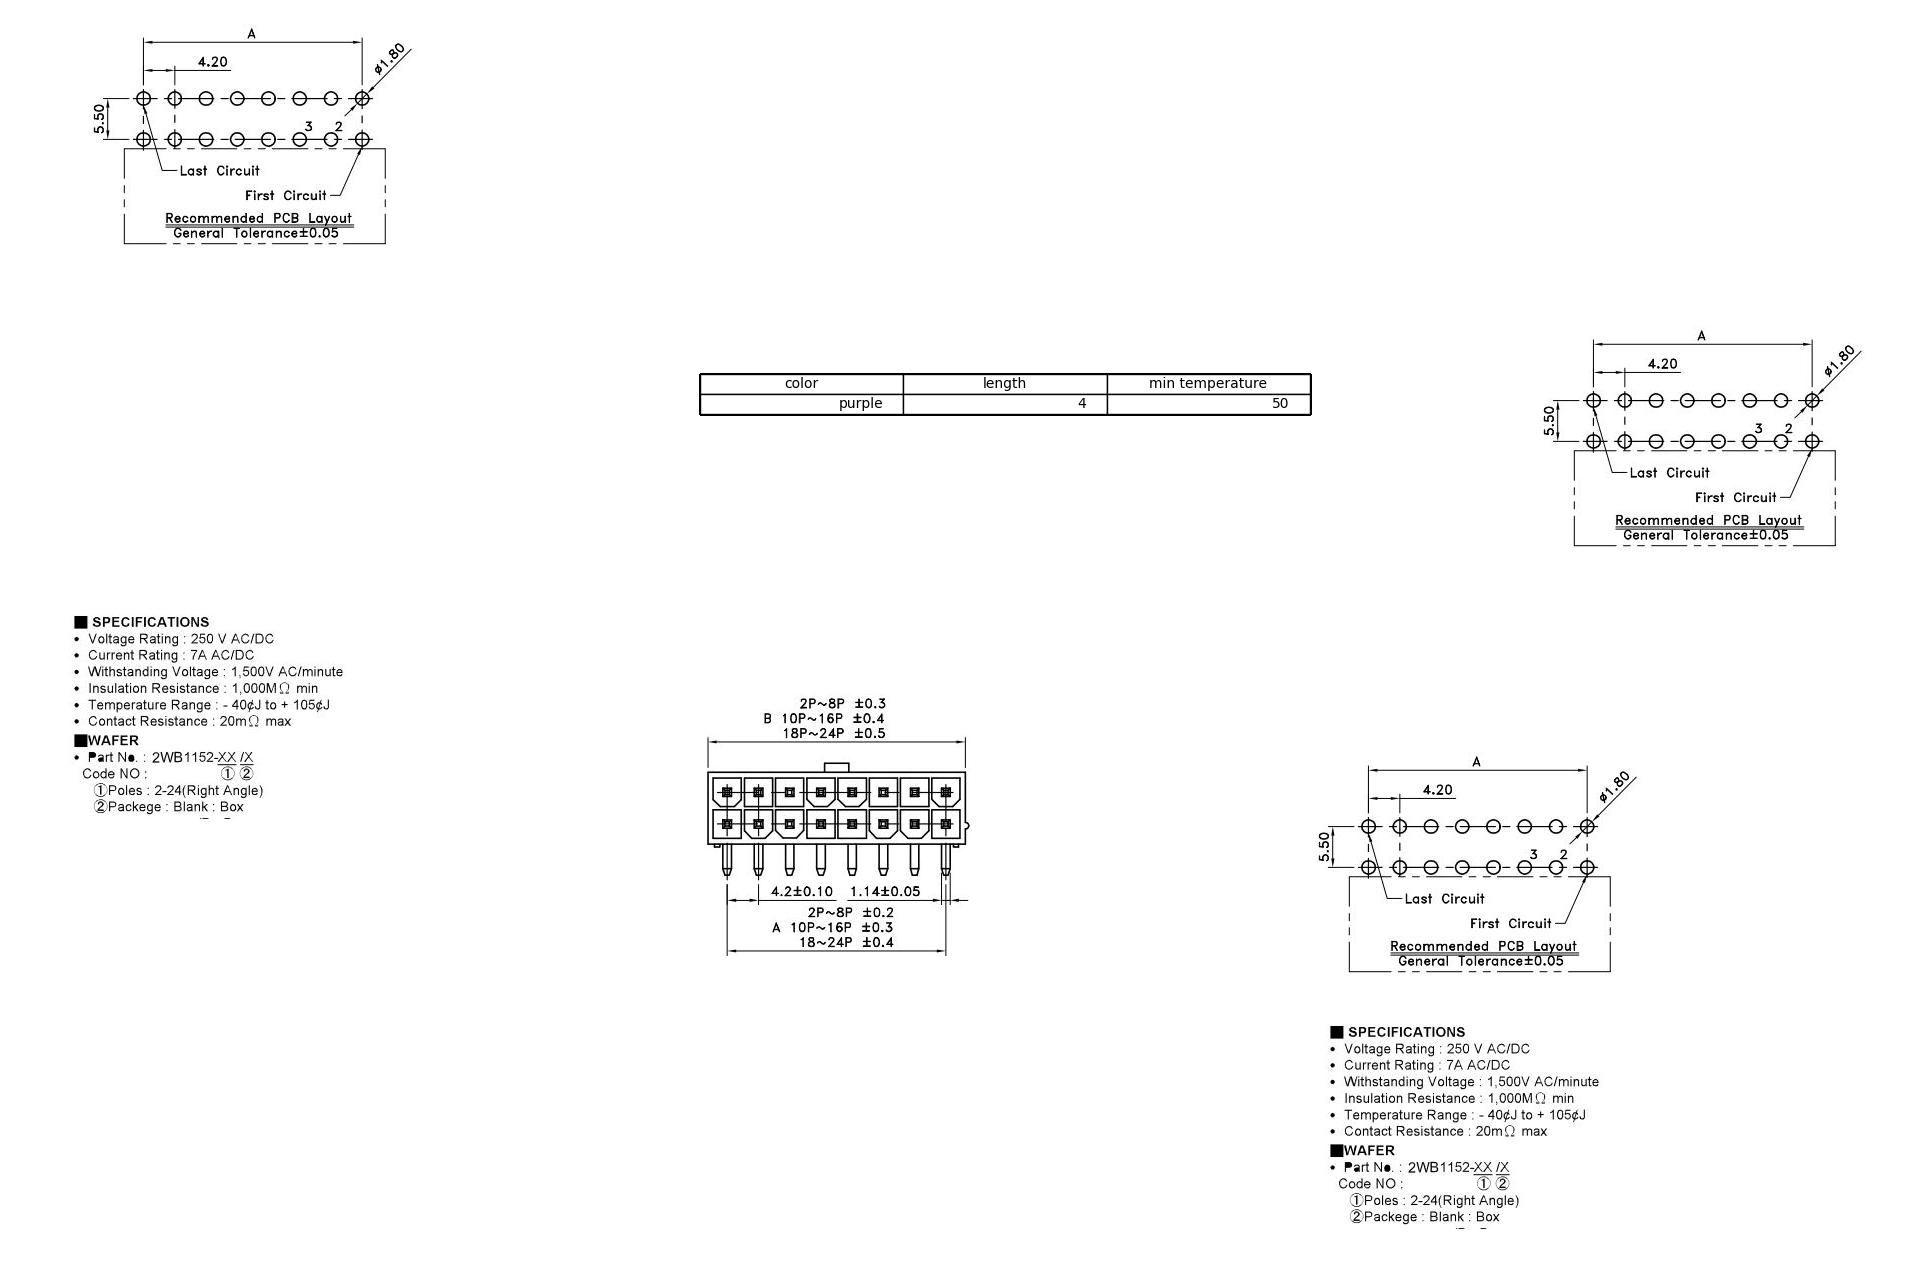 A
4.20
ø1.80
5.50
3 2
Last Circuit
First Circuit
Recommended PCB Layout
General Tolerance±0.05
color length min temperature
purple 4 50
A
4.20
ø1.80
5.50
3 2
Last Circuit
First Circuit
Recommended PCB Layout
General Tolerance±0.05
■ SPECIFICATIONS
• Voltage Rating : 250 V AC/DC
• Current Rating : 7A AC/DC
• Withstanding Voltage : 1,500V AC/minute
• Insulation Resistance : 1,000MΩ min
• Temperature Range : - 40¢J to + 105¢J
• Contact Resistance : 20mΩ max
■WAFER
• Part No. : 2WB1152-XX /X
Code NO : ① ②
①Poles : 2-24(Right Angle)
②Packege : Blank : Box
2P~8P ±0.3
B 10P~16P ±0.4
18P~24P ±0.5
4.2±0.10 1.14±0.05
2P~8P ±0.2
A 10P~16P ±0.3
18~24P ±0.4
A
4.20
ø1.80
5.50
3 2
Last Circuit
First Circuit
Recommended PCB Layout
General Tolerance±0.05
■ SPECIFICATIONS
• Voltage Rating : 250 V AC/DC
• Current Rating : 7A AC/DC
• Withstanding Voltage : 1,500V AC/minute
• Insulation Resistance : 1,000MΩ min
• Temperature Range : - 40¢J to + 105¢J
• Contact Resistance : 20mΩ max
■WAFER
• Part No. : 2WB1152-XX /X
Code NO : ① ②
①Poles : 2-24(Right Angle)
②Packege : Blank : Box